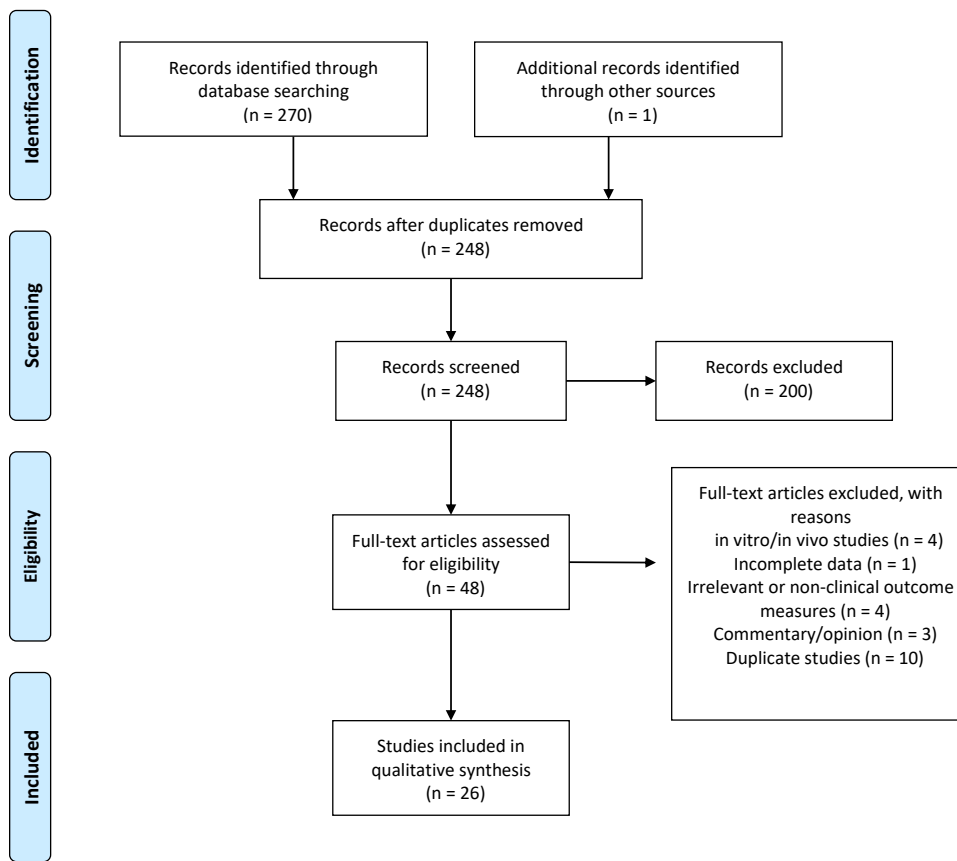 Identification
Records identified through
database searching
(n = 270)
Additional records identified
through other sources
(n = 1)
Records after duplicates removed
(n = 248)
Screening
Records screened
(n = 248)
Records excluded
(n = 200)
Eligibility
Full-text articles assessed
for eligibility
(n = 48)
Full-text articles excluded, with
reasons
in vitro/in vivo studies (n = 4)
Incomplete data (n = 1)
Irrelevant or non-clinical outcome
measures (n = 4)
Commentary/opinion (n = 3)
Duplicate studies (n = 10)
Included
Studies included in
qualitative synthesis
(n = 26)